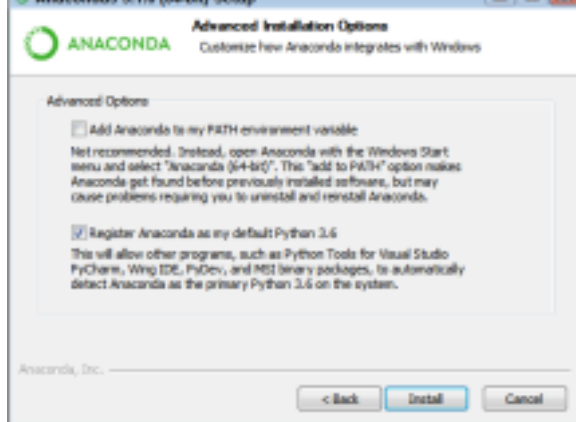 (64-bit) Setup
ANACONDA
Advanced Installation Options
Customize how Anaconda integrates with Windows
Advanced Options
Add Anaconda to my PATH environment variable
Not recommended. Instead, open Anaconda with the Windows Start
menu and select "Anaconda (64-bit)". This "add to PATH" option makes
Anaconda get found before previously installed software, but may
cause problems requiring you to uninstall and reinstall Anaconda.
Register Anaconda as my default Python 3.6
This will allow other programs, such as Python Tools for Visual Studio
PyCharm, Wing IDE, PyDev, and MSI binary packages, to automatically
detect Anaconda as the primary Python 3.6 on the system.
Anaconda, Inc.
< Back
Install
Cancel